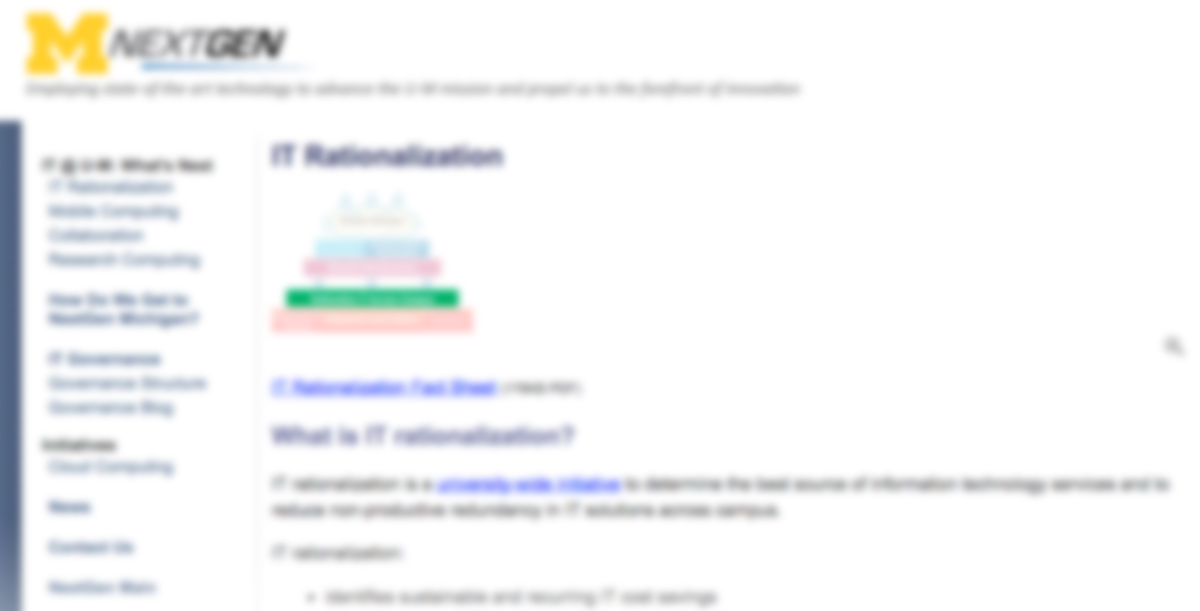 M NEXTGEN
Employing state-of-the-art technology to advance the U-M mission and propel us to the forefront of innovation
IT @ U-M: What's Next
IT Rationalization
Mobile Computing
Collaboration
Research Computing
How Do We Get to
NextGen Michigan?
IT Governance
Governance Structure
Governance Blog
Initiatives
Cloud Computing
News
Contact Us
NextGen Main
IT Rationalization
IT Rationalization Fact Sheet
What is IT rationalization?
IT rationalization is a university-wide initiative to determine the best source of information technology services and to
reduce non-productive redundancy in IT solutions across campus.
IT rationalization:
• Identifies sustainable and recurring IT cost savings